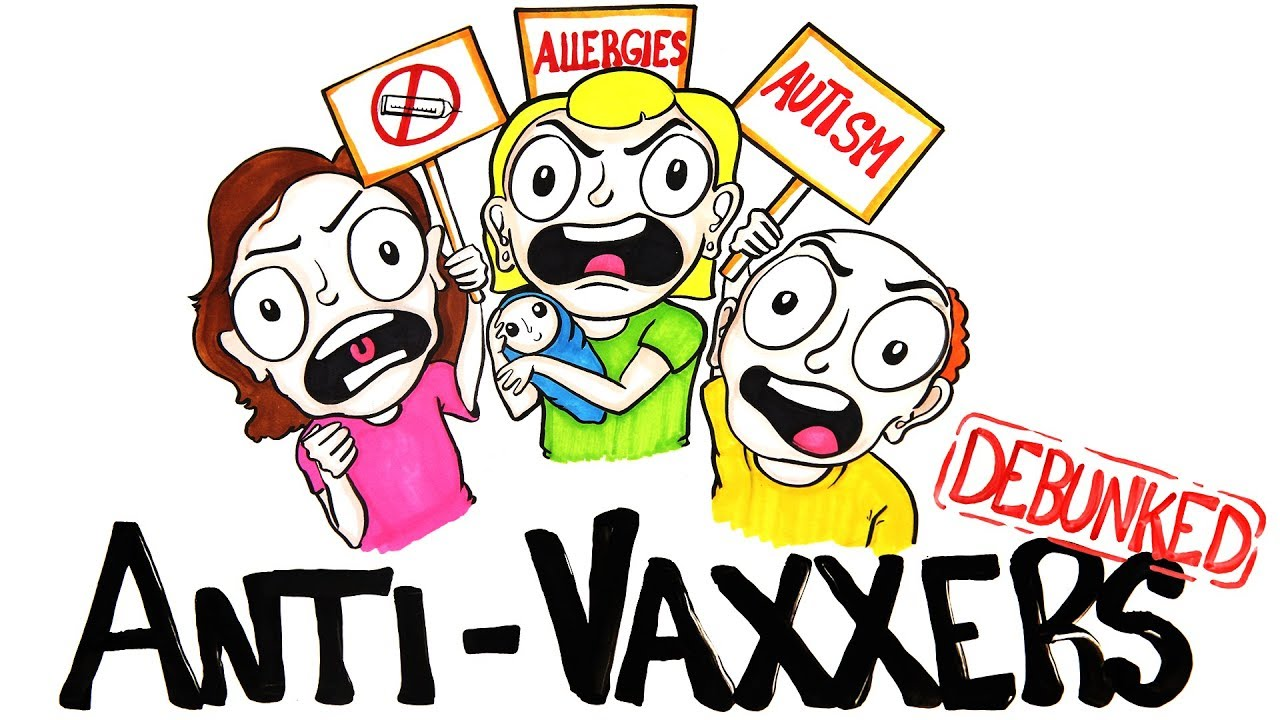 ALLERGIES
AUTISM
DEBUNKED
ANTI-VAXXERS